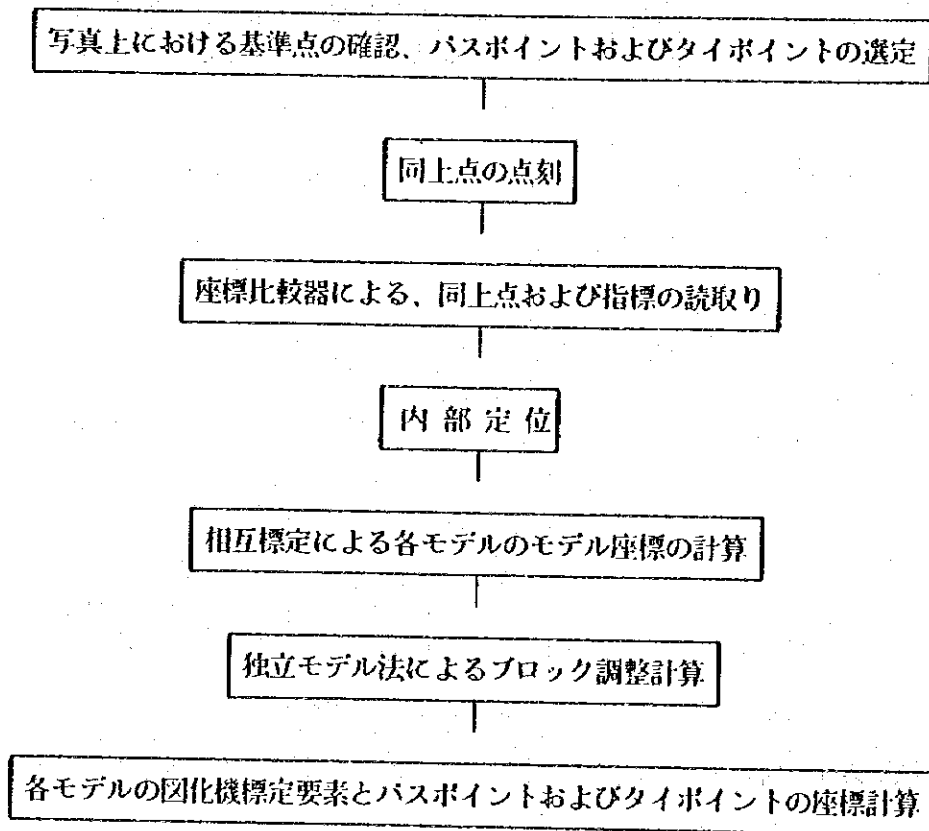 写真上における基準点の確認、パスポイントおよびタイポイントの選定
同上点の点刻
座標比較器による、同上点および指標の読取り
内部定位
相互標定による各モデルのモデル座標の計算
独立モデル法によるブロック調整計算
各モデルの図化機標定要素とパスポイントおよびタイポイントの座標計算